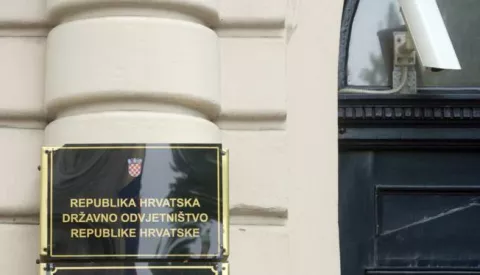 REPUBLIKA HRVATSKA
DRŽAVNO ODVJETNIŠTVO
REPUBLIKE HRVATSKE